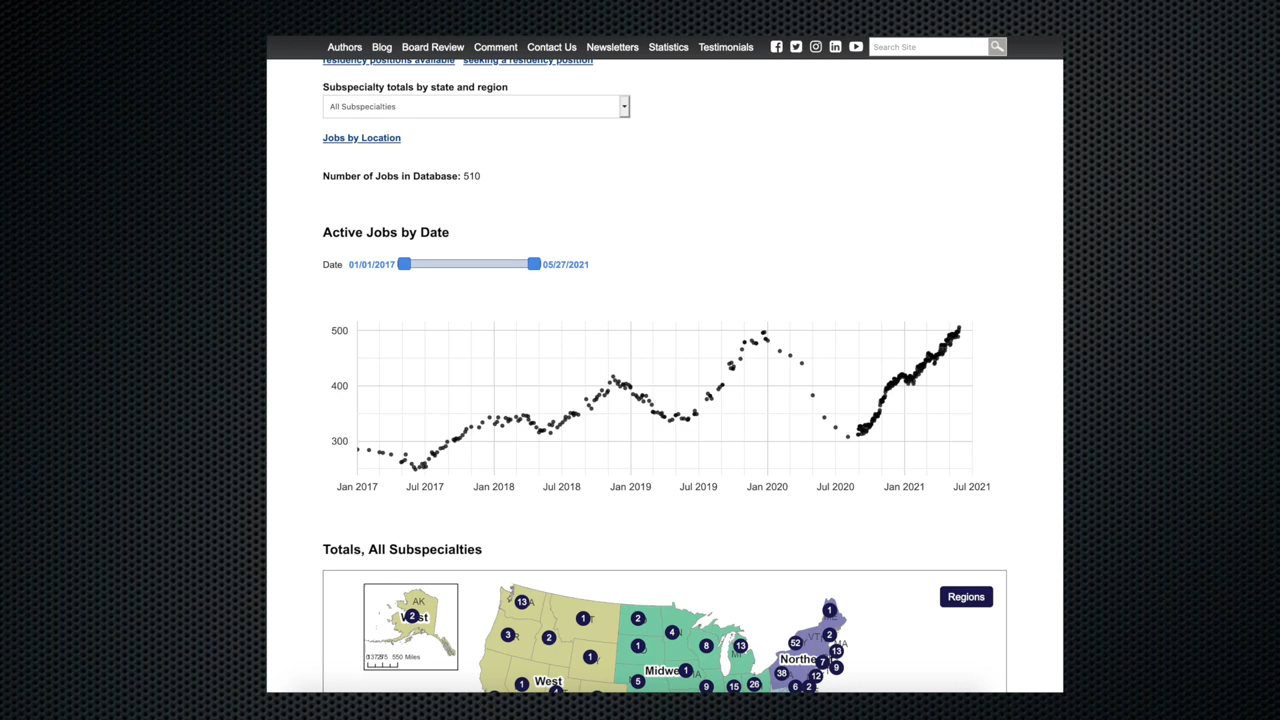 Authors Blog Board Review Comment Contact Us Newsletters Statistics Testimonials Search Site
residency positions available seeking a residency position
Subspecialty totals by state and region
All Subspecialties
Jobs by Location
Number of Jobs in Database: 510
Active Jobs by Date
Date 01/01/2017 05/27/2021
500
400
300
Jan 2017 Jul 2017 Jan 2018 Jul 2018 Jan 2019 Jul 2019 Jan 2020 Jul 2020 Jan 2021 Jul 2021
Totals, All Subspecialties
Regions
AK
2
550 Miles
13
1
2
1
3
2
4
52
VT
2
1
8
13
13
MI
1
7
9
38
12
West
5
1
9
15
26
6
2